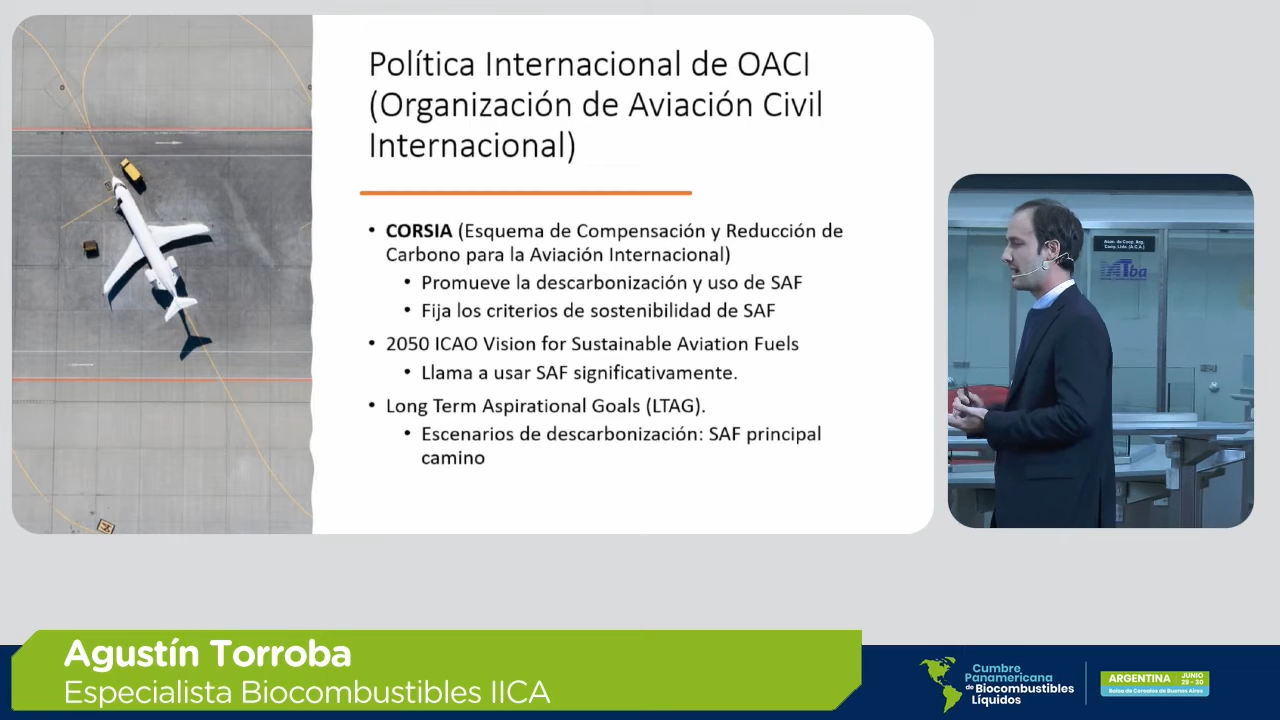 Política Internacional de OACI
(Organización de Aviación Civil
Internacional)
• CORSIA (Esquema de Compensación y Reducción de
Carbono para la Aviación Internacional)
• Promueve la descarbonización y uso de SAF
• Fija los criterios de sostenibilidad de SAF
• 2050 ICAO Vision for Sustainable Aviation Fuels
• Llama a usar SAF significativamente.
• Long Term Aspirational Goals (LTAG).
• Escenarios de descarbonización: SAF principal
camino
Agustín Torroba
Especialista Biocombustibles IICA
Cumbre
Panamericana
de Biocombustibles
Líquidos
ARGENTINA JUNIO
29 - 30
Bolsa de Cereales de Buenos Aires